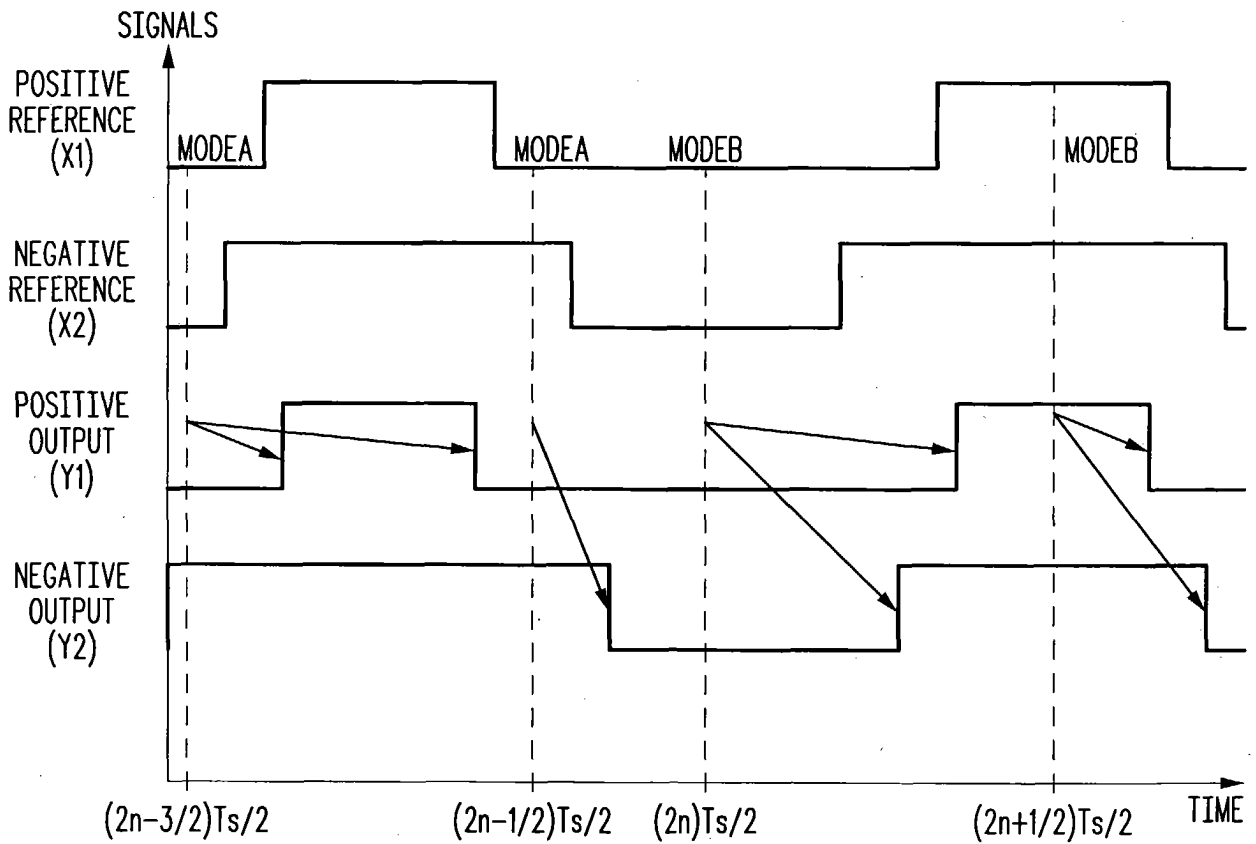 SIGNALS
POSITIVE
REFERENCE
(X1)
MODEA
MODEA
MODEB
MODEB
NEGATIVE
REFERENCE
(X2)
POSITIVE
OUTPUT
(Y1)
NEGATIVE
OUTPUT
(Y2)
(2n-3/2)Ts/2
(2n-1/2)Ts/2
(2n)Ts/2
(2n+1/2)Ts/2
TIME